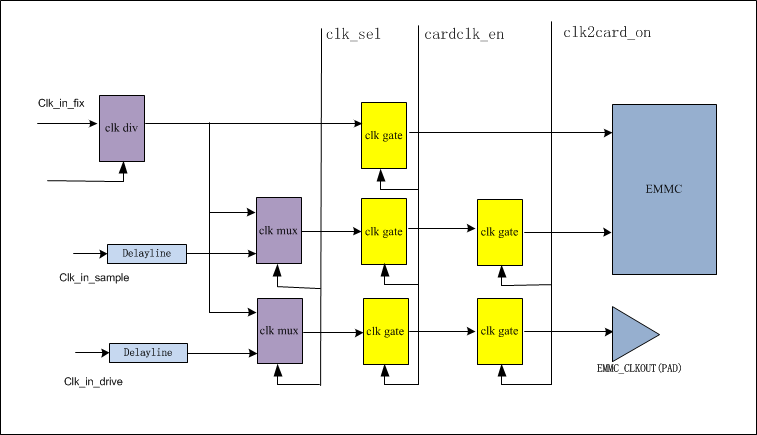 clk_sel
cardclk_en
clk2card_on
Clk_in_fix
clk div
clk gate
EMMC
clk mux
clk gate
clk gate
Delayline
Clk_in_sample
clk mux
clk gate
clk gate
Delayline
EMMC_CLKOUT(PAD)
Clk_in_drive